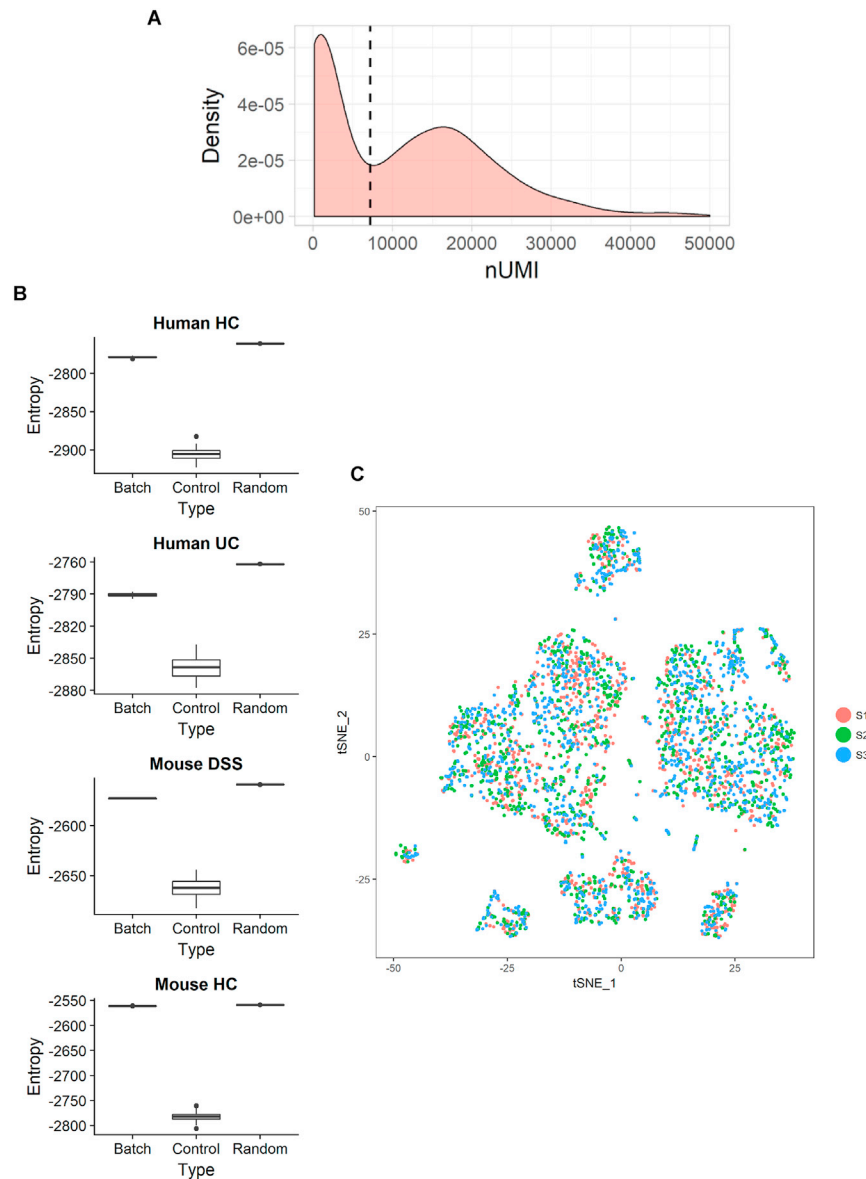 A
6e-05
4e-05
2e-05
0e+00
Density
0 10000 20000 30000 40000 50000
nUMI
B
Human HC
-2800
-2850
-2900
Entropy
Batch Control Random
Type
Human UC
-2760
-2790
-2820
-2850
-2880
Entropy
Batch Control Random
Type
Mouse DSS
-2600
-2650
Entropy
Batch Control Random
Type
Mouse HC
-2550
-2600
-2650
-2700
-2750
-2800
Entropy
Batch Control Random
Type
C
50
25
0
-25
tSNE_2
-50 -25 0 25
tSNE_1
S1
S2
S3